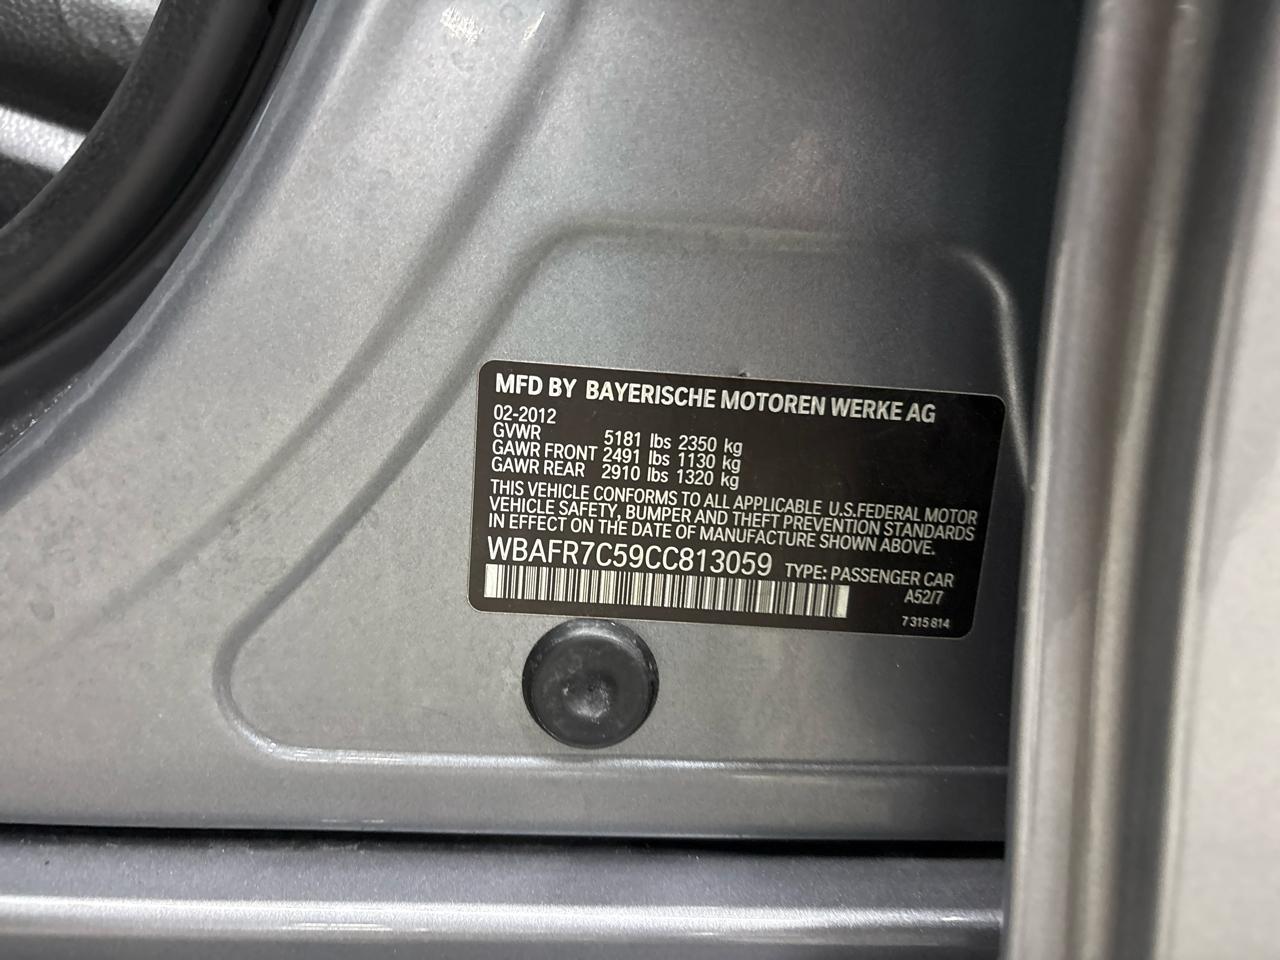 MFD BY BAYERISCHE MOTOREN WERKE AG
02-2012
GVWR 5181 lbs 2350 kg
GAWR FRONT 2491 lbs 1130 kg
GAWR REAR 2910 lbs 1320 kg
THIS VEHICLE CONFORMS TO ALL APPLICABLE U.S.FEDERAL MOTOR
VEHICLE SAFETY, BUMPER AND THEFT PREVENTION STANDARDS
IN EFFECT ON THE DATE OF MANUFACTURE SHOWN ABOVE.
WBAFR7C59CC813059 TYPE: PASSENGER CAR
A52/7
7 315 814